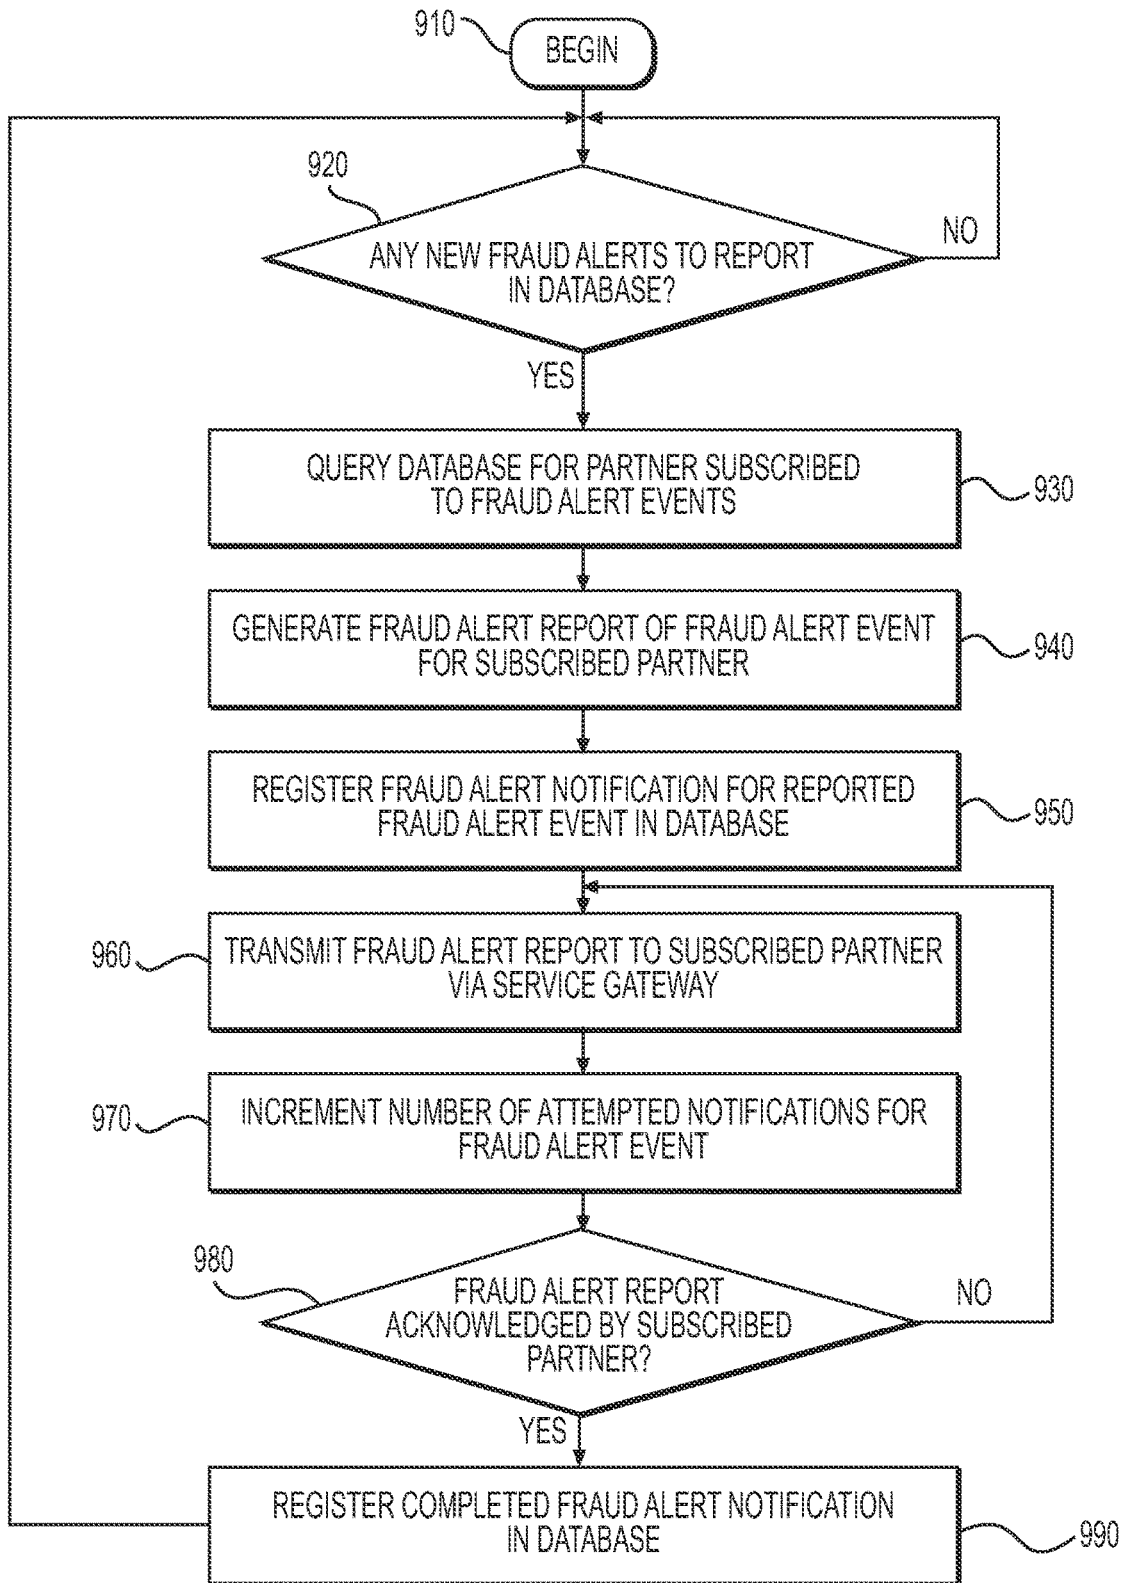 910
BEGIN
920
ANY NEW FRAUD ALERTS TO REPORT
IN DATABASE?
NO
YES
QUERY DATABASE FOR PARTNER SUBSCRIBED
TO FRAUD ALERT EVENTS
930
GENERATE FRAUD ALERT REPORT OF FRAUD ALERT EVENT
FOR SUBSCRIBED PARTNER
940
REGISTER FRAUD ALERT NOTIFICATION FOR REPORTED
FRAUD ALERT EVENT IN DATABASE
950
960
TRANSMIT FRAUD ALERT REPORT TO SUBSCRIBED PARTNER
VIA SERVICE GATEWAY
970
INCREMENT NUMBER OF ATTEMPTED NOTIFICATIONS FOR
FRAUD ALERT EVENT
980
FRAUD ALERT REPORT
ACKNOWLEDGED BY SUBSCRIBED
PARTNER?
NO
YES
REGISTER COMPLETED FRAUD ALERT NOTIFICATION
IN DATABASE
990